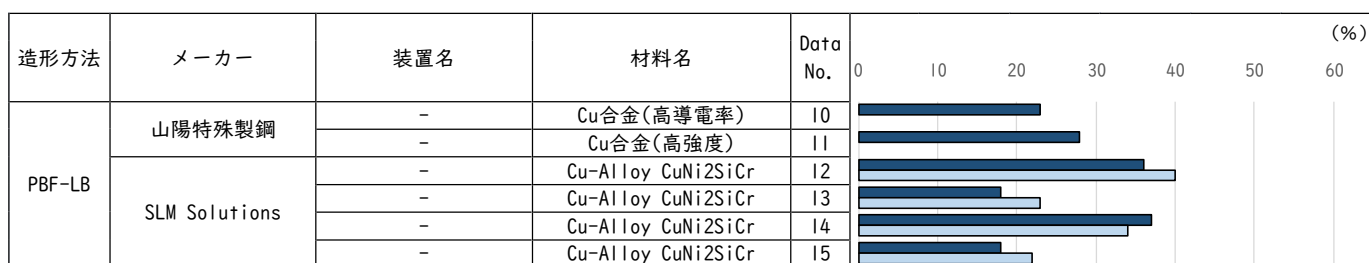 (%)
造形方法 メーカー 装置名 材料名 Data No. 0 10 20 30 40 50 60
PBF-LB 山陽特殊製鋼 - Cu合金(高導電率) 10
- Cu合金(高強度) 11
SLM Solutions - Cu-Alloy CuNi2SiCr 12
- Cu-Alloy CuNi2SiCr 13
- Cu-Alloy CuNi2SiCr 14
- Cu-Alloy CuNi2SiCr 15